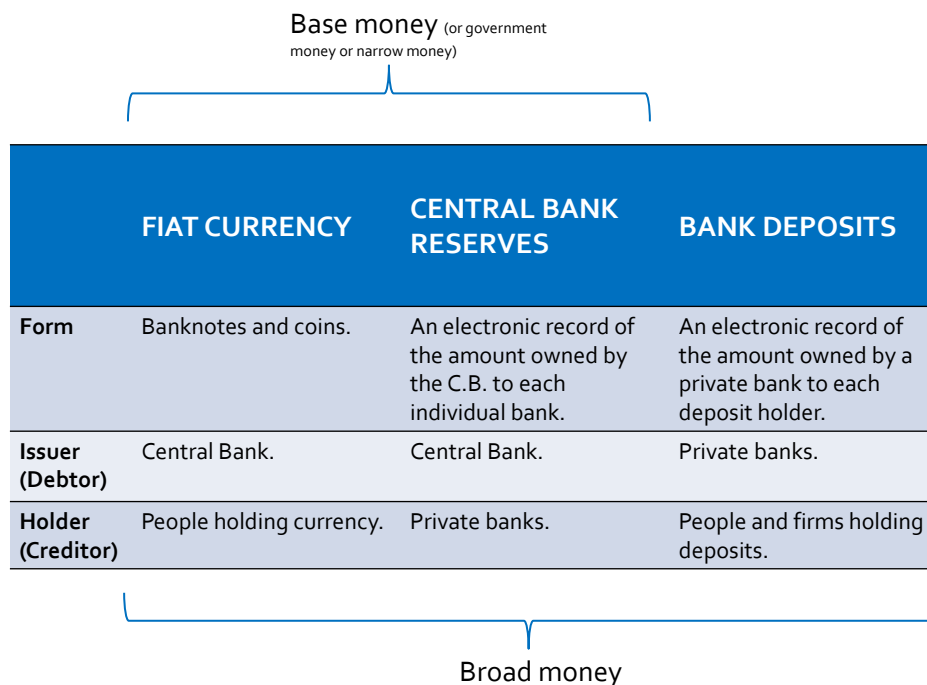 Base money (or government
money or narrow money)
FIAT CURRENCY
CENTRAL BANK
RESERVES
BANK DEPOSITS
Form
Banknotes and coins.
An electronic record of
the amount owned by
the C.B. to each
individual bank.
An electronic record of
the amount owned by a
private bank to each
deposit holder.
Issuer
(Debtor)
Central Bank.
Central Bank.
Private banks.
Holder
(Creditor)
People holding currency.
Private banks.
People and firms holding
deposits.
Broad money